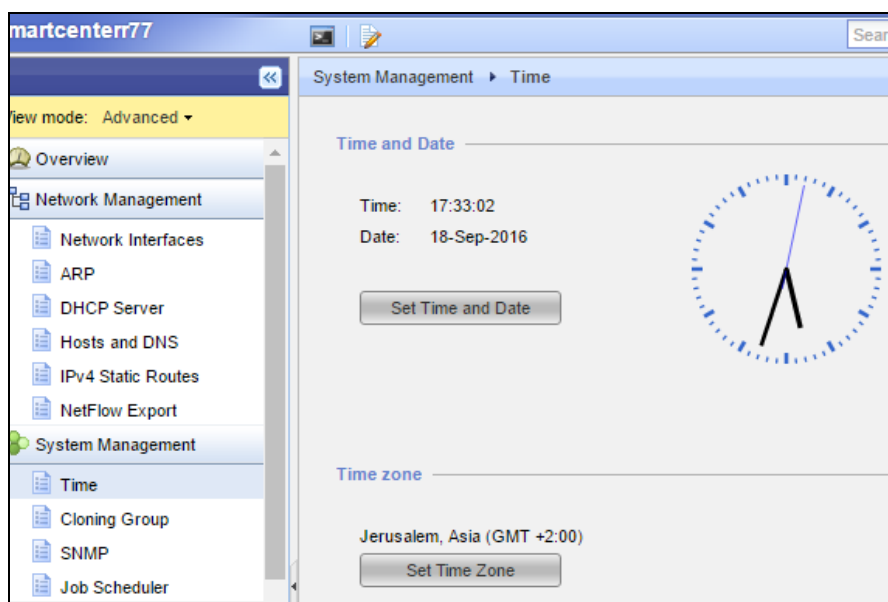 martcenterr77
Sear
System Management ▸ Time
iew mode: Advanced
Overview
Network Management
Network Interfaces
ARP
DHCP Server
Hosts and DNS
IPv4 Static Routes
NetFlow Export
System Management
Time
Cloning Group
SNMP
Job Scheduler
Time and Date
Time: 17:33:02
Date: 18-Sep-2016
Set Time and Date
Time zone
Jerusalem, Asia (GMT +2:00)
Set Time Zone